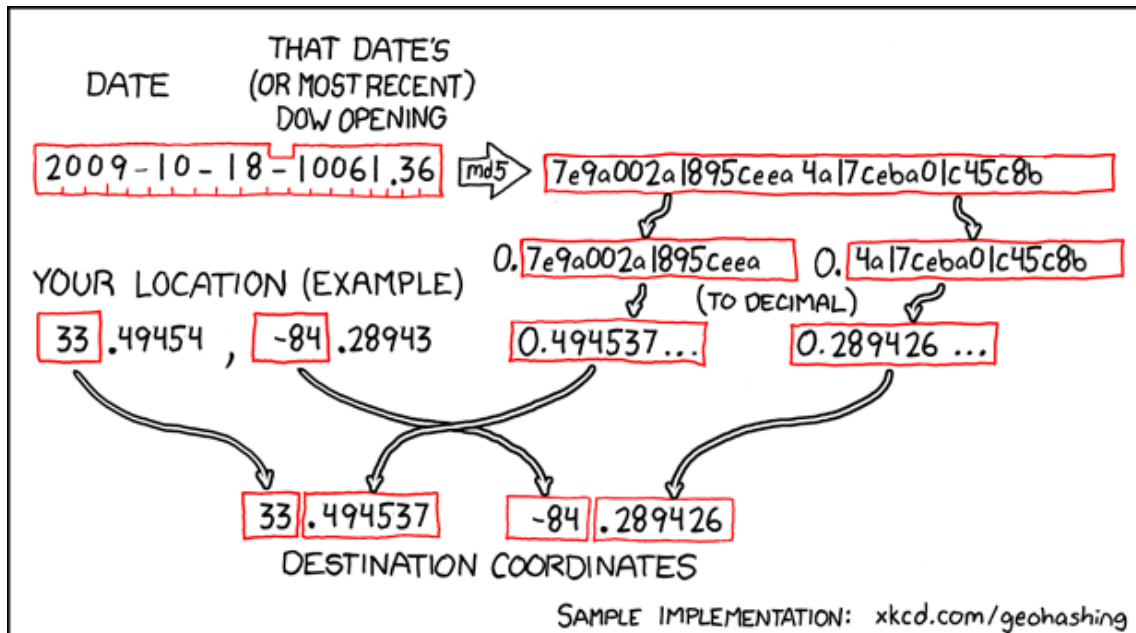 DATE
THAT DATE'S
(OR MOST RECENT)
DOW OPENING
2009-10-18-10061.36
md5
7e9a002a1895ceea4a17ceba01c45c8b
0.7e9a002a1895ceea
0.4a17ceba01c45c8b
(TO DECIMAL)
YOUR LOCATION (EXAMPLE)
33.49454, -84.28943
0.494537...
0.289426...
33.494537
-84.289426
DESTINATION COORDINATES
SAMPLE IMPLEMENTATION: xkcd.com/geohashing